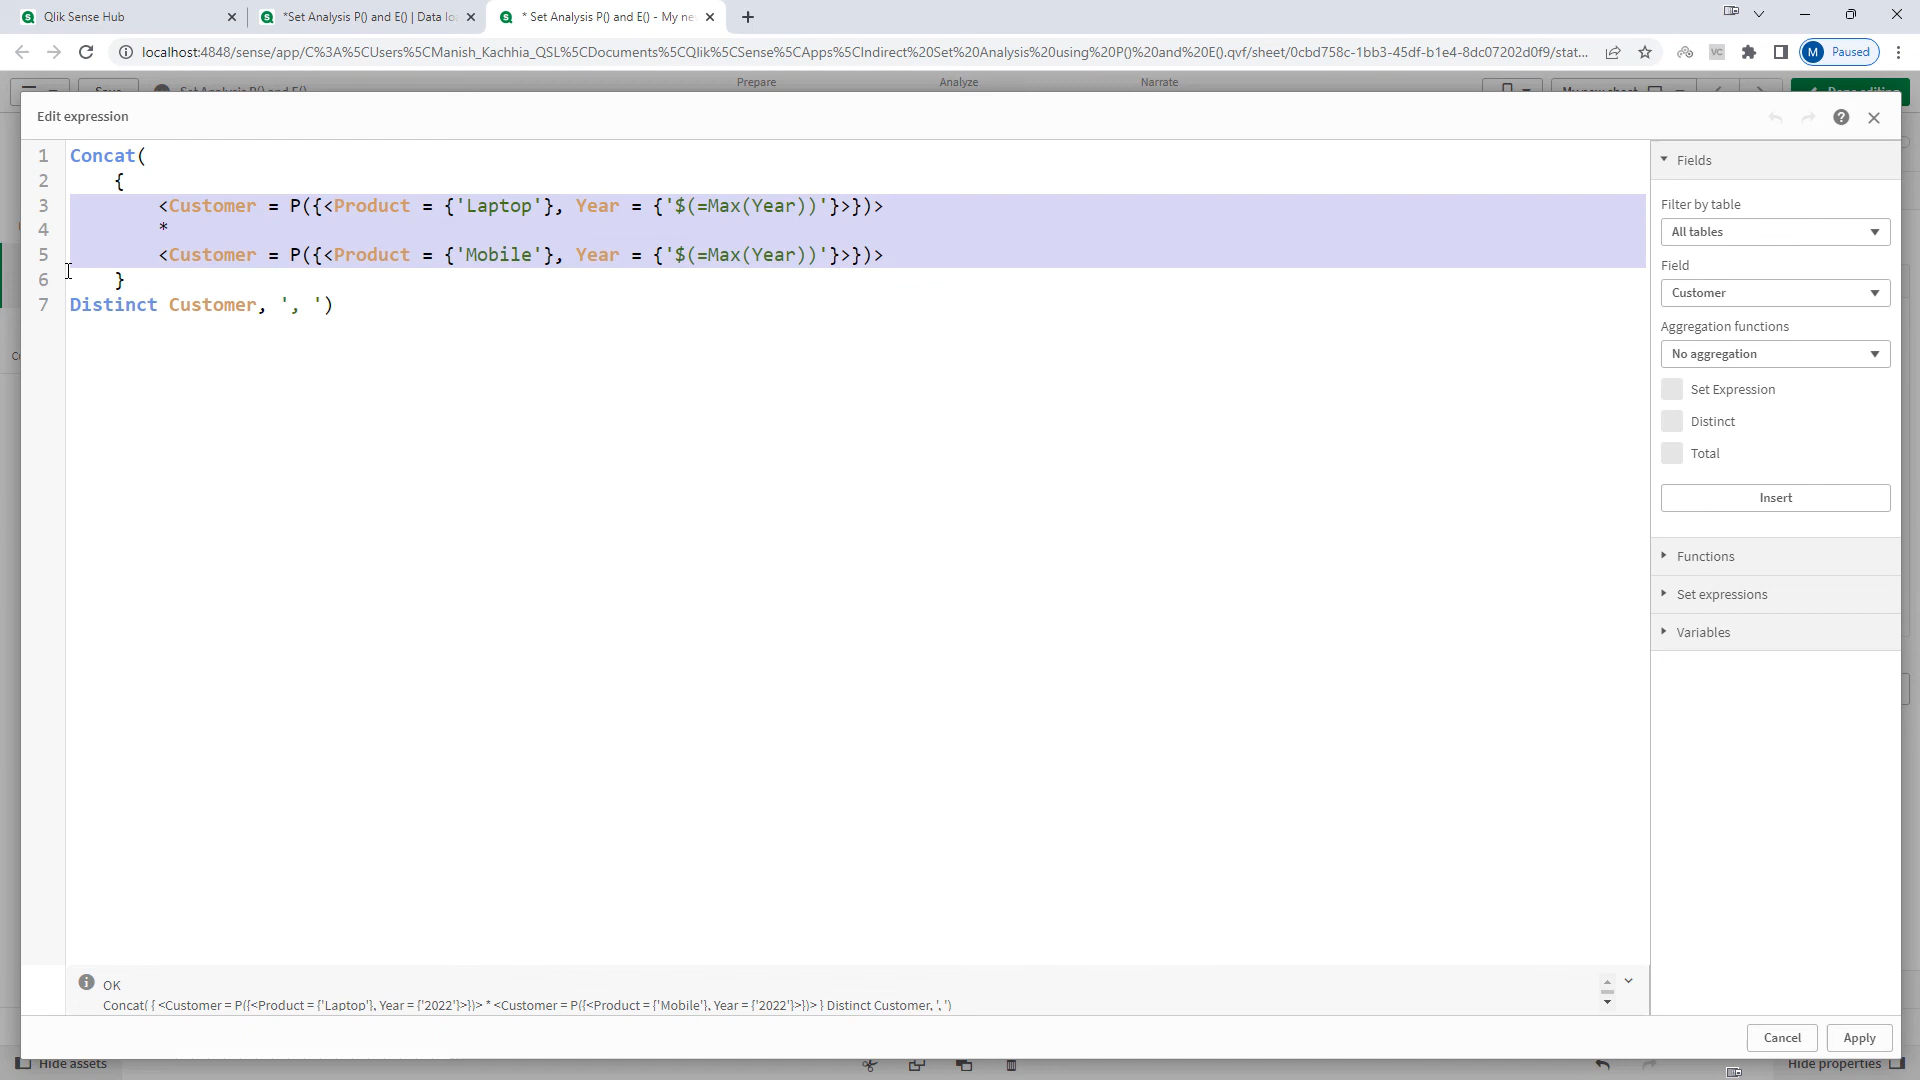 Qlik Sense Hub
*Set Analysis P() and E() | Data lo
* Set Analysis P() and E() - My ne
localhost:4848/sense/app/C%3A%5CUsers%5CManish_Kachhia_QSL%5CDocuments%5CQlik%5CSense%5CApps%5CIndirect%20Set%20Analysis%20using%20P()%20and%20E().qvf/sheet/0cbd758c-1bb3-45df-b1e4-8dc07202d0f9/stat...
VC
M Paused
Prepare
Analyze
Narrate
Edit expression
1 Concat(
2 {
3 <Customer = P({<Product = {'Laptop'}, Year = {'$(=Max(Year))'}>})>
4 *
5 <Customer = P({<Product = {'Mobile'}, Year = {'$(=Max(Year))'}>})>
6 }
7 Distinct Customer, ', ')
Fields
Filter by table
All tables
Field
Customer
Aggregation functions
No aggregation
Set Expression
Distinct
Total
Insert
Functions
Set expressions
Variables
OK
Concat( { <Customer = P({<Product = {'Laptop'}, Year = {'2022'}>})> * <Customer = P({<Product = {'Mobile'}, Year = {'2022'}>})> } Distinct Customer, ', ')
Cancel
Apply
Hide assets
Hide properties